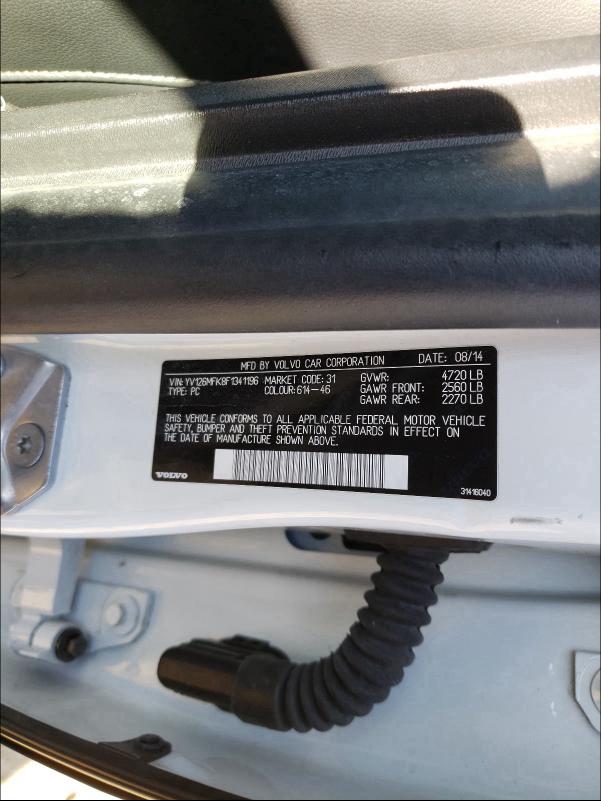 MFD BY VOLVO CAR CORPORATION DATE: 08/14
VIN: YV126MFK8F1341196 MARKET CODE: 31 GVWR: 4720 LB
TYPE: PC COLOUR: 614-46 GAWR FRONT: 2560 LB
GAWR REAR: 2270 LB
THIS VEHICLE CONFORMS TO ALL APPLICABLE FEDERAL MOTOR VEHICLE
SAFETY, BUMPER AND THEFT PREVENTION STANDARDS IN EFFECT ON
THE DATE OF MANUFACTURE SHOWN ABOVE.
VOLVO 31416040